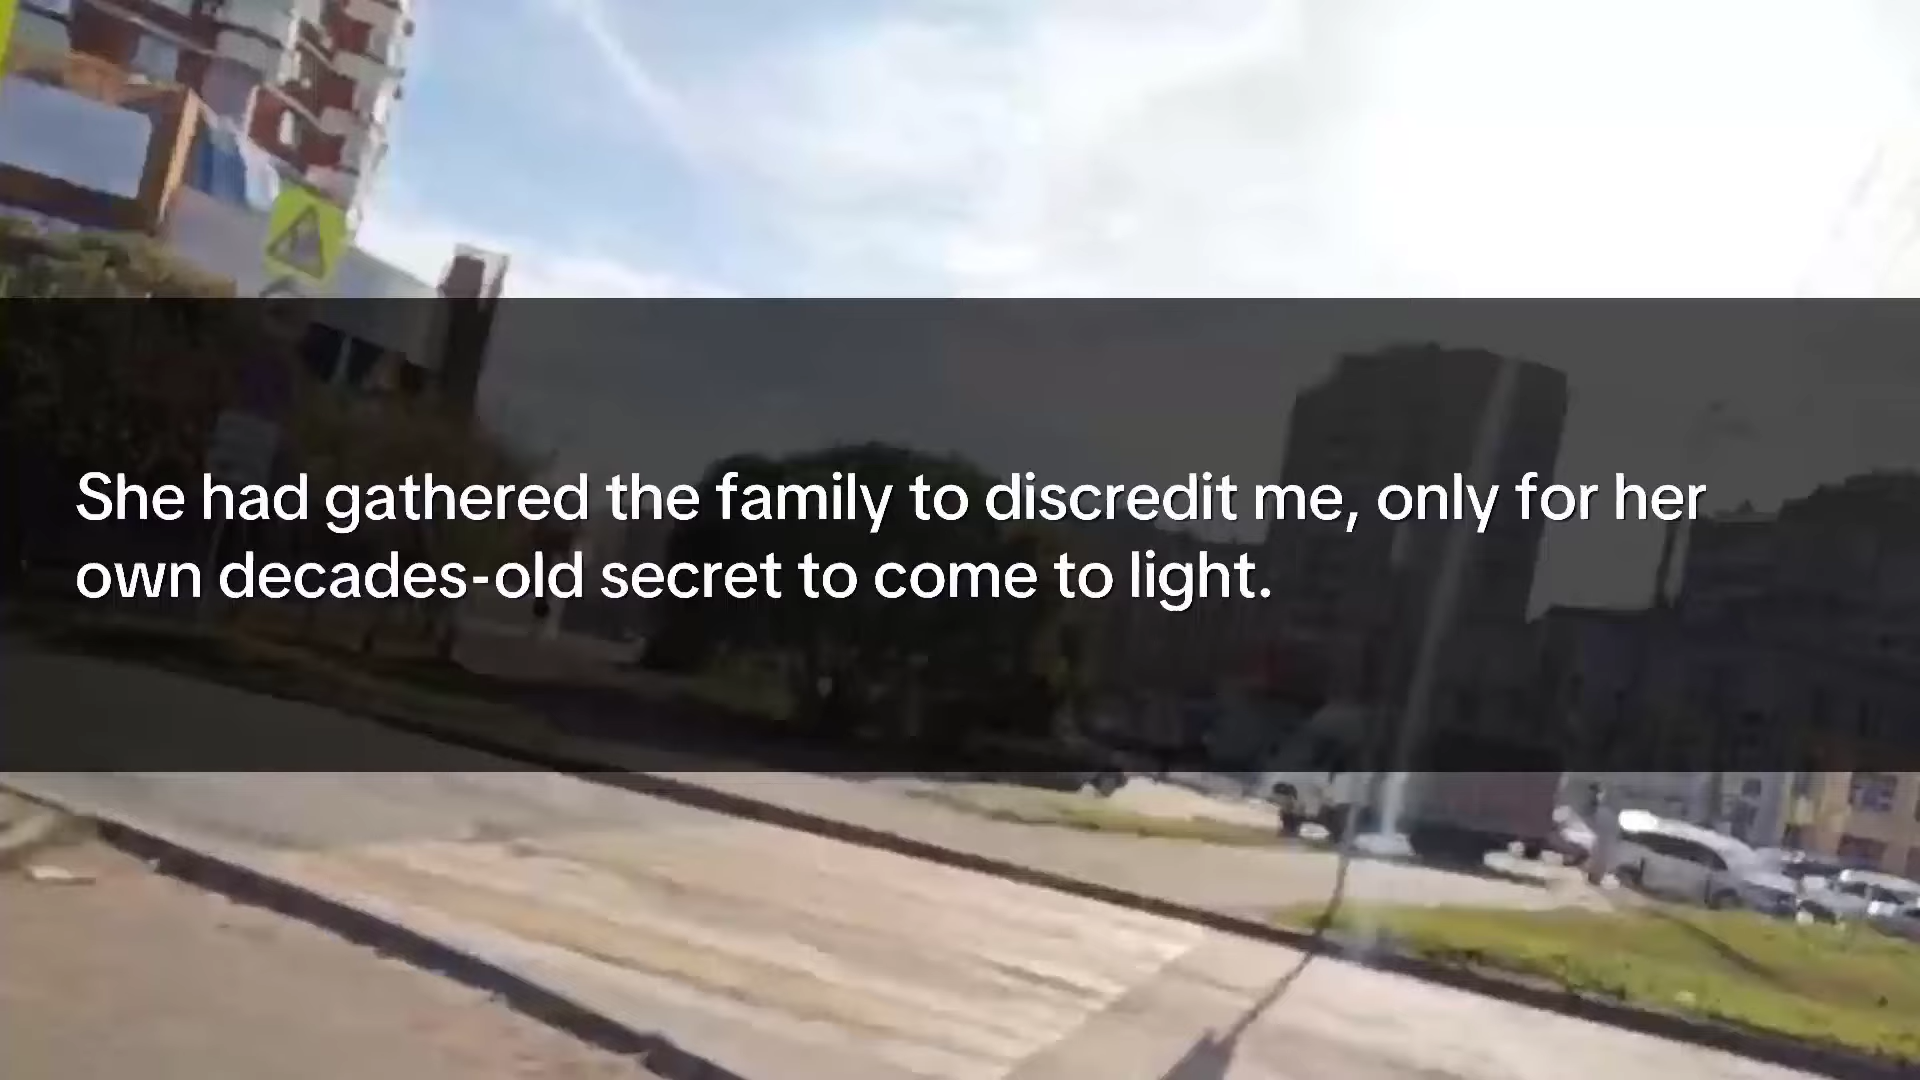 She had gathered the family to discredit me, only for her
own decades-old secret to come to light.